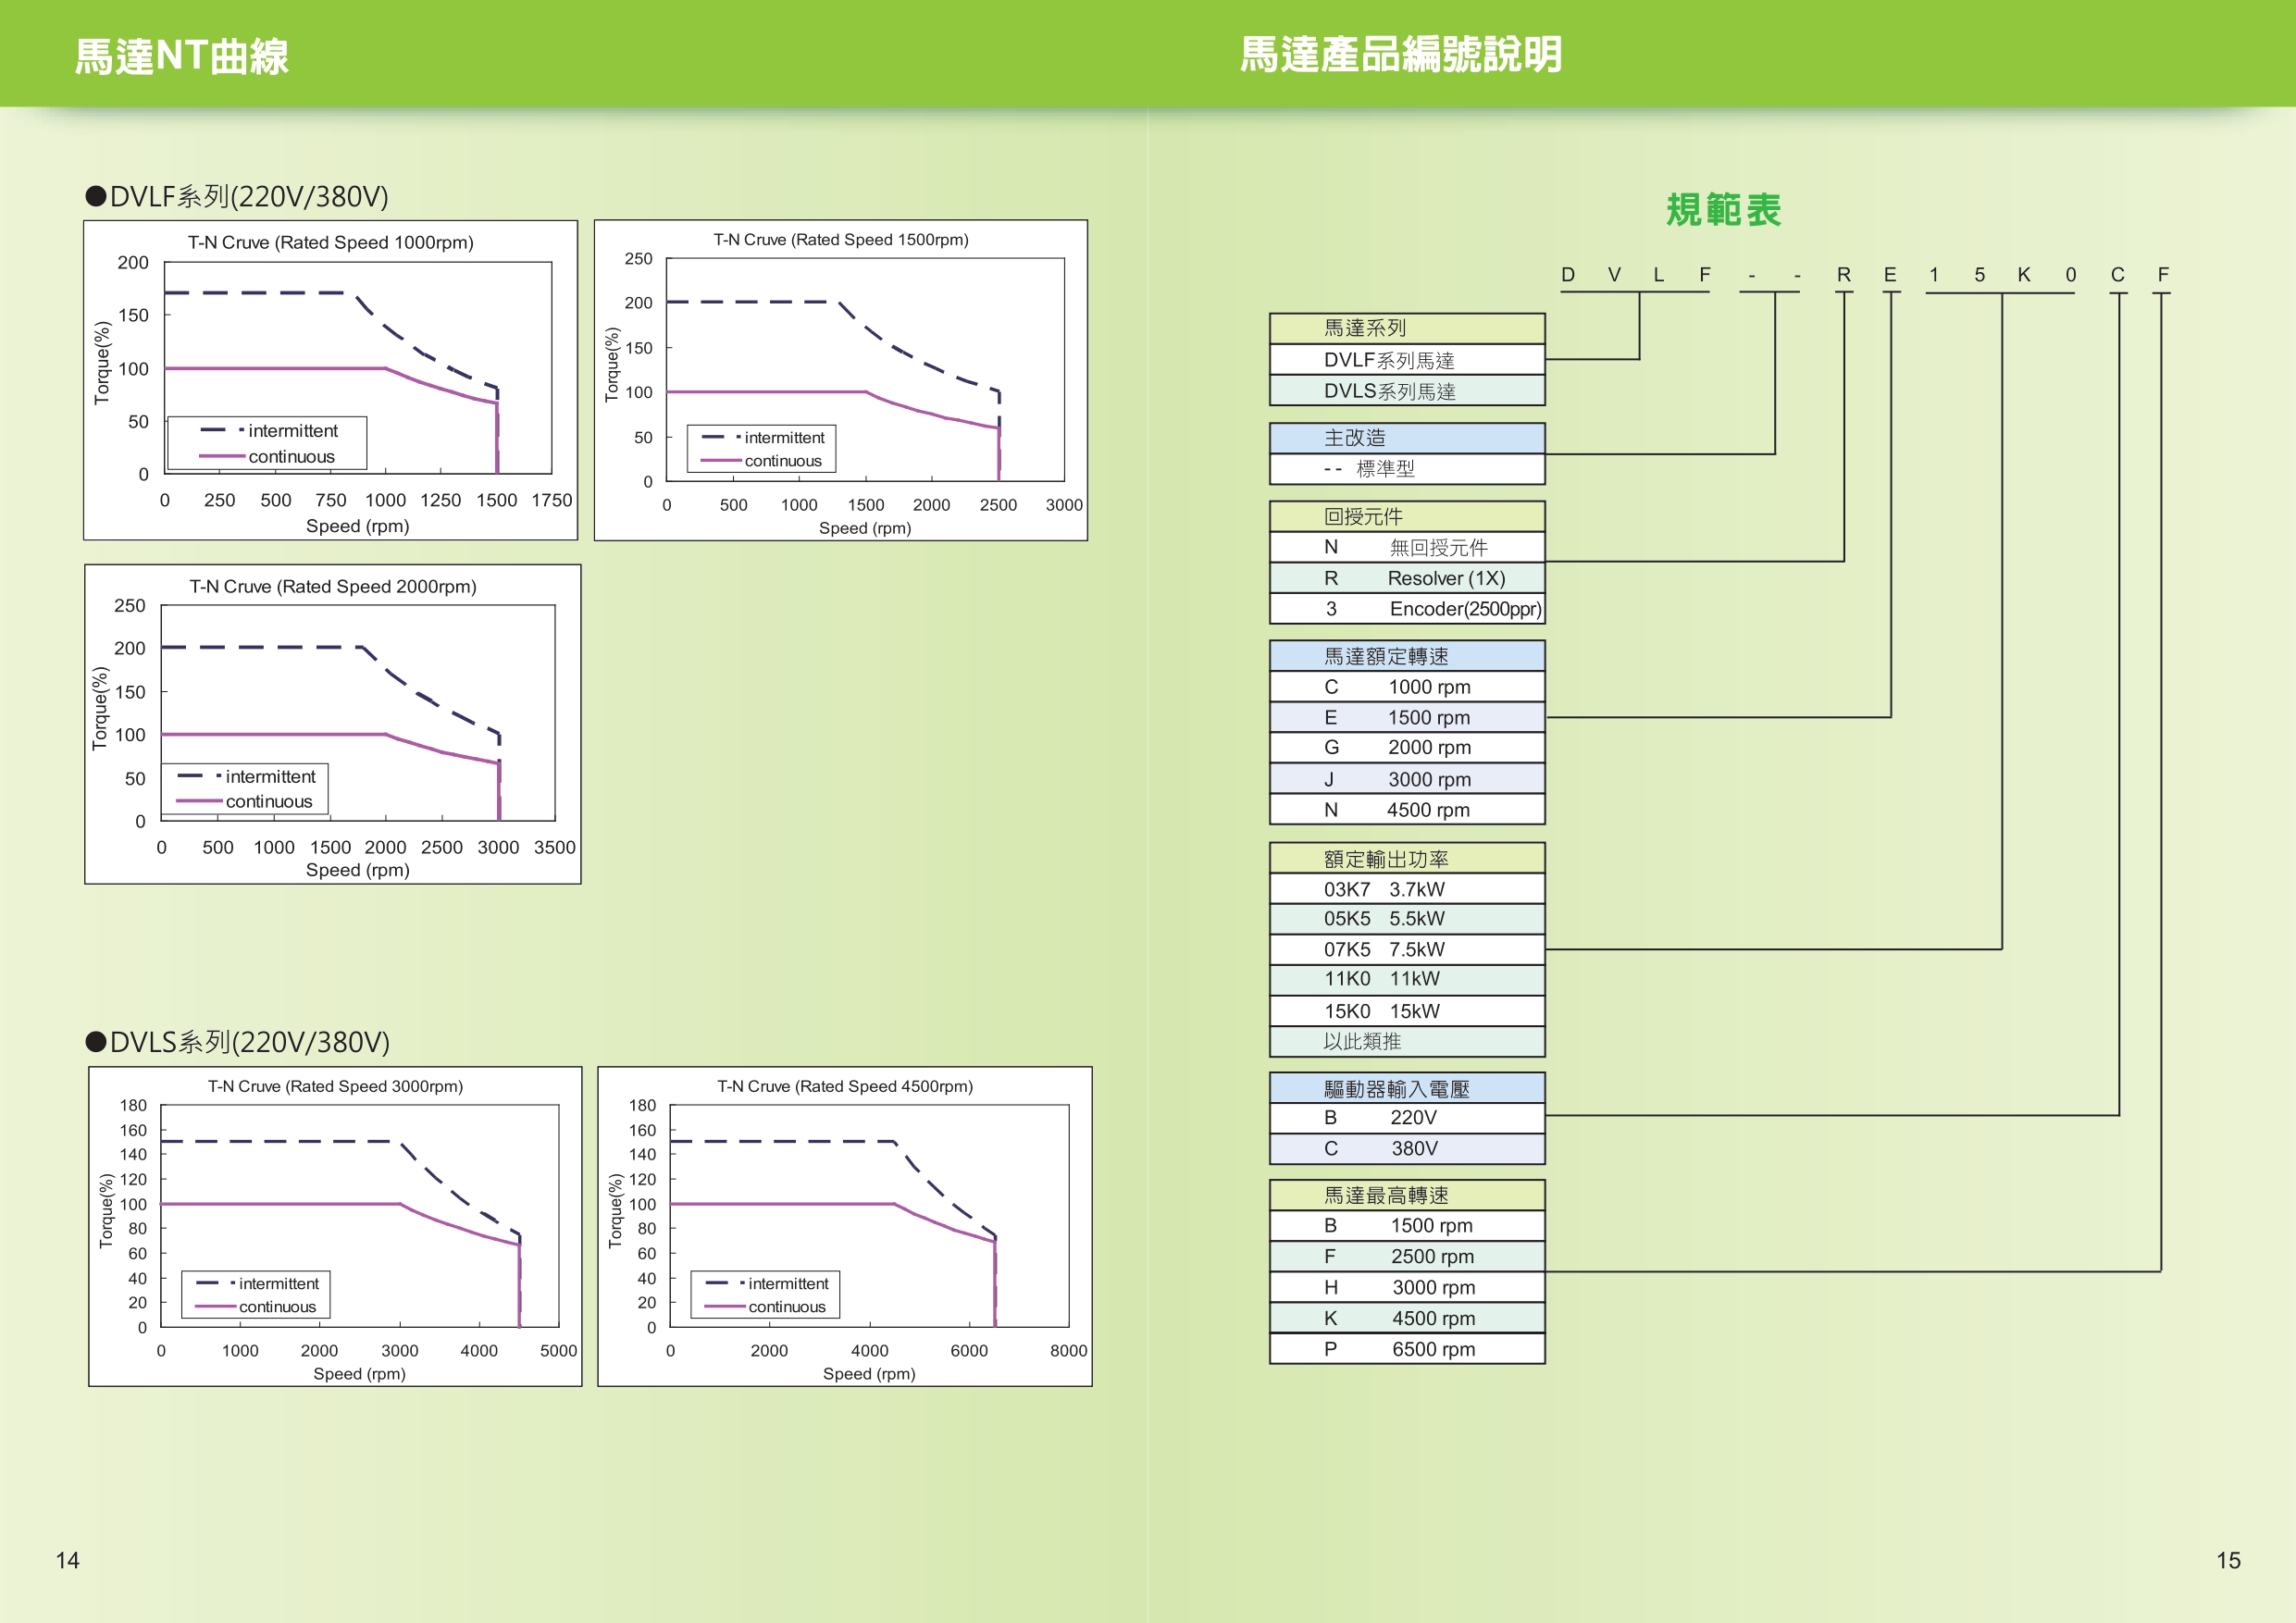 馬達NT曲線
●DVLF系列(220V/380V)
T-N Cruve (Rated Speed 1000rpm)
200
150
100
50
0
Torque(%)
intermittent
continuous
0 250 500 750 1000 1250 1500 1750
Speed (rpm)
T-N Cruve (Rated Speed 1500rpm)
250
200
150
100
50
0
Torque(%)
intermittent
continuous
0 500 1000 1500 2000 2500 3000
Speed (rpm)
T-N Cruve (Rated Speed 2000rpm)
250
200
150
100
50
0
Torque(%)
intermittent
continuous
0 500 1000 1500 2000 2500 3000 3500
Speed (rpm)
●DVLS系列(220V/380V)
T-N Cruve (Rated Speed 3000rpm)
180
160
140
120
100
80
60
40
20
0
Torque(%)
intermittent
continuous
0 1000 2000 3000 4000 5000
Speed (rpm)
T-N Cruve (Rated Speed 4500rpm)
180
160
140
120
100
80
60
40
20
0
Torque(%)
intermittent
continuous
0 2000 4000 6000 8000
Speed (rpm)
14
馬達產品編號說明
規範表
D V L F - - R E 1 5 K 0 C F
馬達系列
DVLF系列馬達
DVLS系列馬達
主改造
-- 標準型
回授元件
N 無回授元件
R Resolver (1X)
3 Encoder(2500ppr)
馬達額定轉速
C 1000 rpm
E 1500 rpm
G 2000 rpm
J 3000 rpm
N 4500 rpm
額定輸出功率
03K7 3.7kW
05K5 5.5kW
07K5 7.5kW
11K0 11kW
15K0 15kW
以此類推
驅動器輸入電壓
B 220V
C 380V
馬達最高轉速
B 1500 rpm
F 2500 rpm
H 3000 rpm
K 4500 rpm
P 6500 rpm
15